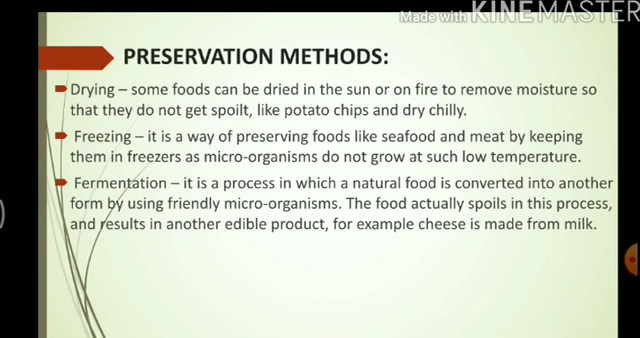 Made with KINEMASTER
PRESERVATION METHODS:
Drying – some foods can be dried in the sun or on fire to remove moisture so
that they do not get spoilt, like potato chips and dry chilly.
Freezing – it is a way of preserving foods like seafood and meat by keeping
them in freezers as micro-organisms do not grow at such low temperature.
Fermentation – it is a process in which a natural food is converted into another
form by using friendly micro-organisms. The food actually spoils in this process,
and results in another edible product, for example cheese is made from milk.